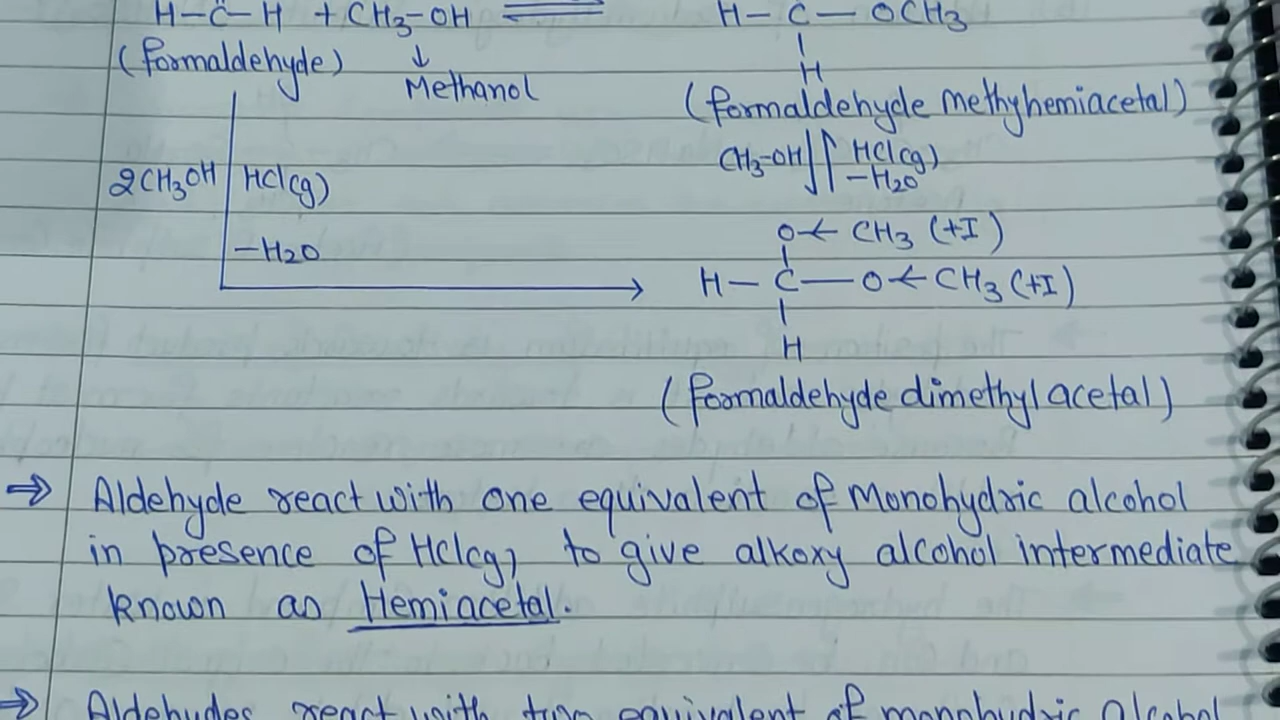 H-C-H + CH3-OH ⇌ H-C-OCH3
(formaldehyde) ↓
Methanol
H
(formaldehyde methyhemiacetal)
CH3-OH HCl(g)
-H2O
2CH3OH HCl(g)
-H2O
O← CH3 (+I)
H-C-O← CH3 (+I)
H
(formaldehyde dimethyl acetal)
⇒ Aldehyde react with one equivalent of Monohydric alcohol
in presence of HCl(g) to give alkoxy alcohol intermediate
known as Hemiacetal.
⇒ Aldehydes react with two equivalent of monohydric alcohol